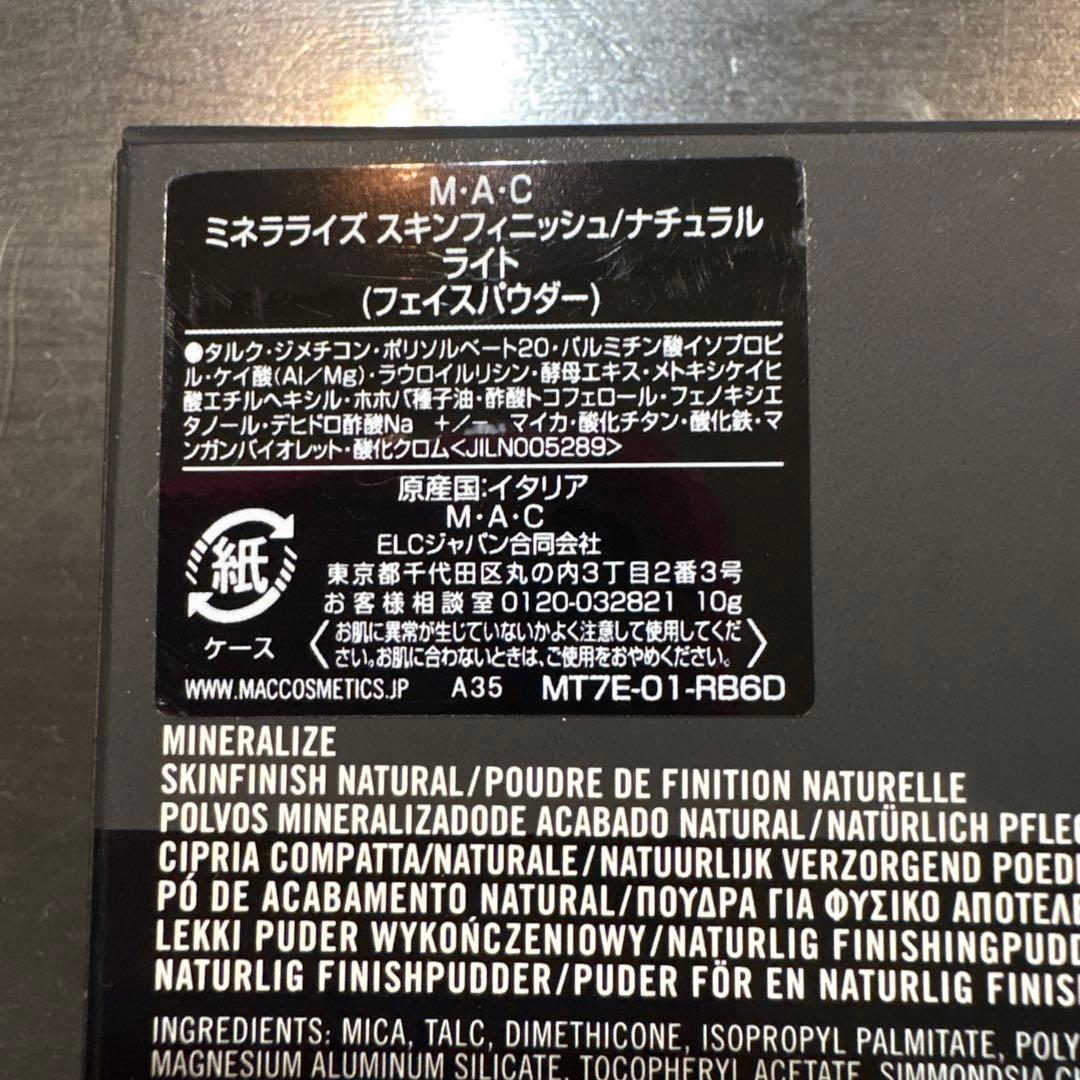 M·A·C
ミネラライズ スキンフィニッシュ/ナチュラル
ライト
(フェイスパウダー)
●タルク・ジメチコン・ポリソルベート20・パルミチン酸イソプロピ
ル・ケイ酸(Al/Mg)・ラウロイルリシン・酵母エキス・メトキシケイヒ
酸エチルヘキシル・ホホバ種子油・酢酸トコフェロール・フェノキシエ
タノール・デヒドロ酢酸Na +/− マイカ・酸化チタン・酸化鉄・マ
ンガンバイオレット・酸化クロム<JILN005289>
原産国:イタリア
M·A·C
ELCジャパン合同会社
東京都千代田区丸の内3丁目2番3号
お客様相談室 0120-032821 10g
紙
ケース
〈お肌に異常が生じていないかよく注意して使用してくだ
さい。お肌に合わないときは、ご使用をおやめください。〉
WWW.MACCOSMETICS.JP A35 MT7E-01-RB6D
MINERALIZE
SKINFINISH NATURAL/POUDRE DE FINITION NATURELLE
POLVOS MINERALIZADODE ACABADO NATURAL/NATÜRLICH PFLEG
CIPRIA COMPATTA/NATURALE/NATUURLIJK VERZORGEND POED
PÓ DE ACABAMENTO NATURAL/ΠΟΥΔΡΑ ΓΙΑ ΦΥΣΙΚΟ ΑΠΟΤΕΛΕ
LEKKI PUDER WYKOŃCZENIOWY/NATURLIG FINISHINGPUDD
NATURLIG FINISHPUDDER/PUDER FÖR EN NATURLIG FINIS
INGREDIENTS: MICA, TALC, DIMETHICONE, ISOPROPYL PALMITATE, POLY
MAGNESIUM ALUMINUM SILICATE, TOCOPHERYL ACETATE, SIMMONDSIA